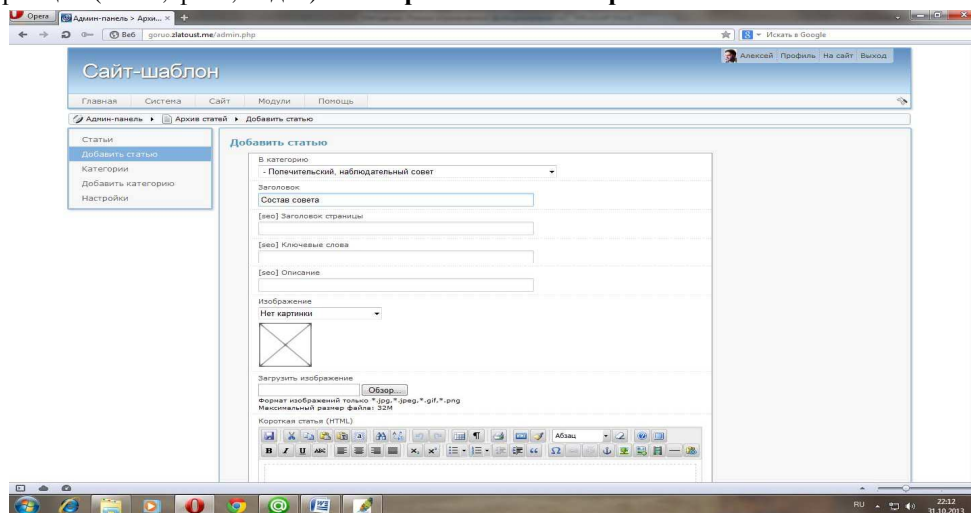 Opera
Админ-панель > Архи...
Веб
goruo.zlatoust.me/admin.php
Искать в Google
Алексей Профиль На сайт Выход
Сайт-шаблон
Главная Система Сайт Модули Помощь
Админ-панель Архив статей Добавить статью
Статьи
Добавить статью
Категории
Добавить категорию
Настройки
Добавить статью
В категорию
- Попечительский, наблюдательный совет
Заголовок
Состав совета
[seo] Заголовок страницы
[seo] Ключевые слова
[seo] Описание
Изображение
Нет картинки
Загрузить изображение
Обзор...
Формат изображений только *.jpg,*.jpeg,*.gif,*.png
Максимальный размер файла: 32M
Короткая статья (HTML)
Абзац
RU
22:12
31.10.2013